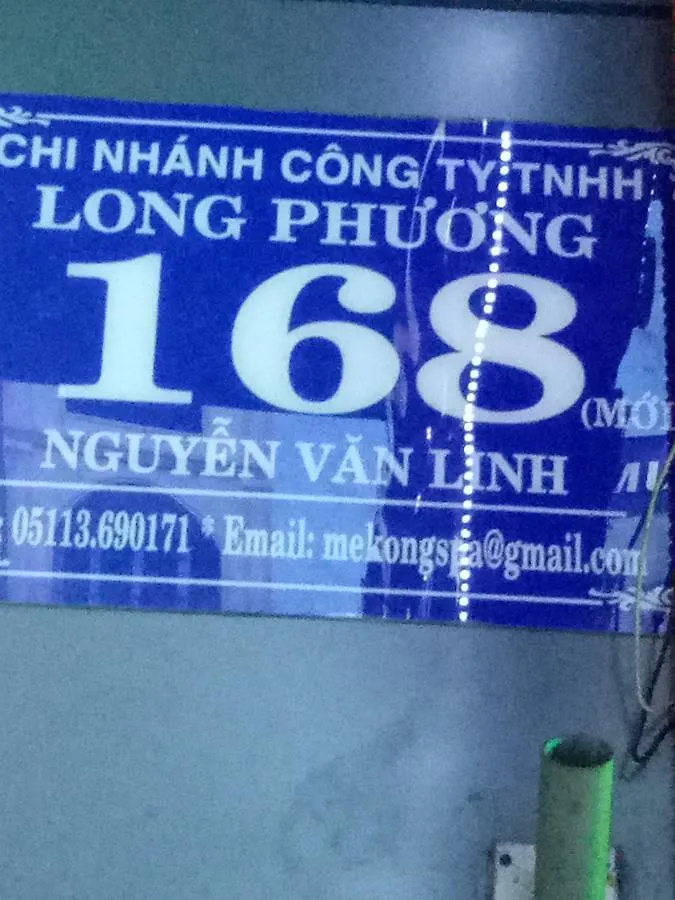 CHI NHÁNH CÔNG TY TNHH
LONG PHƯƠNG
168
(MỚI
NGUYỄN VĂN LINH
05113.690171 * Email: mekongspa@gmail.com